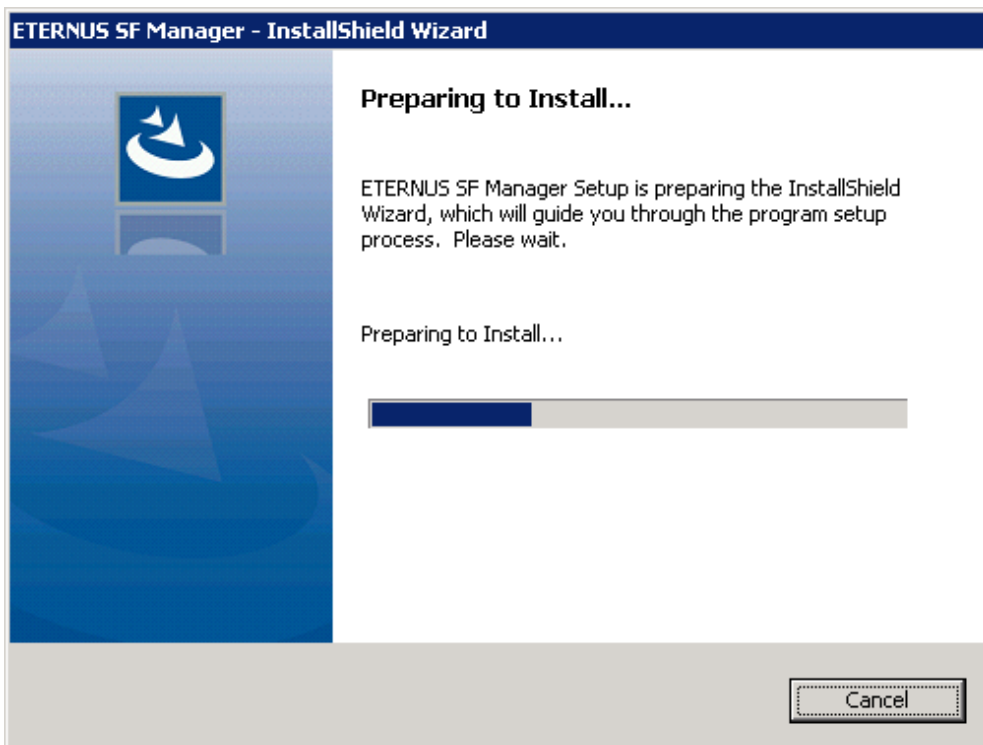 ETERNUS SF Manager - InstallShield Wizard
Preparing to Install...
ETERNUS SF Manager Setup is preparing the InstallShield
Wizard, which will guide you through the program setup
process.  Please wait.
Preparing to Install...
Cancel